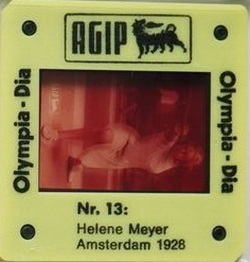 AGIP
Olympia - Dia
Olympia - Dia
Nr. 13:
Helene Meyer
Amsterdam 1928